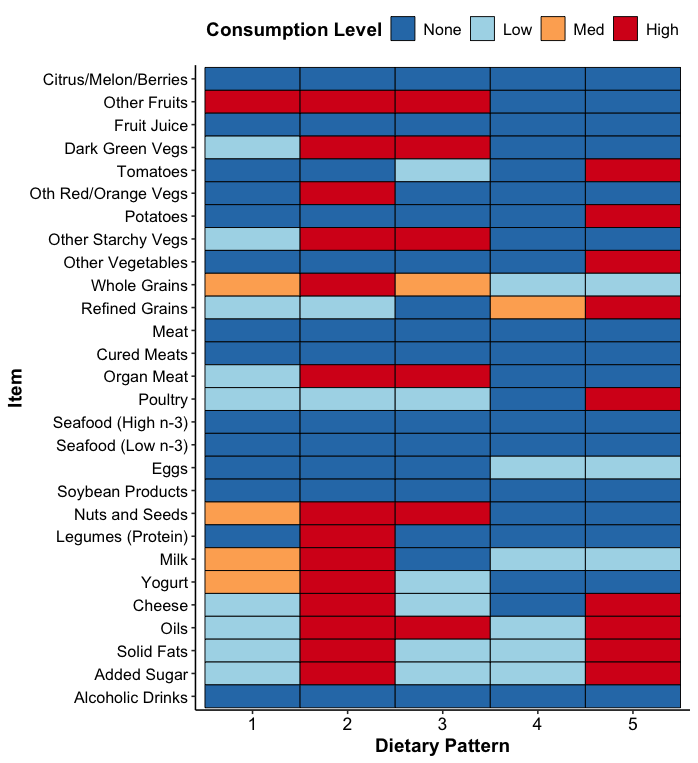 Consumption Level None Low Med High
Citrus/Melon/Berries
Other Fruits
Fruit Juice
Dark Green Vegs
Tomatoes
Oth Red/Orange Vegs
Potatoes
Other Starchy Vegs
Other Vegetables
Whole Grains
Refined Grains
Meat
Cured Meats
Organ Meat
Poultry
Seafood (High n-3)
Seafood (Low n-3)
Eggs
Soybean Products
Nuts and Seeds
Legumes (Protein)
Milk
Yogurt
Cheese
Oils
Solid Fats
Added Sugar
Alcoholic Drinks
Item
1 2 3 4 5
Dietary Pattern